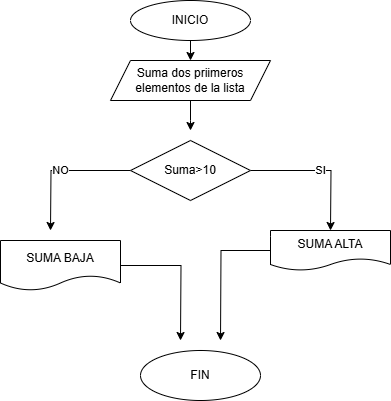 INICIO
Suma dos priimeros
elementos de la lista
Suma>10
NO
SI
SUMA BAJA
SUMA ALTA
FIN